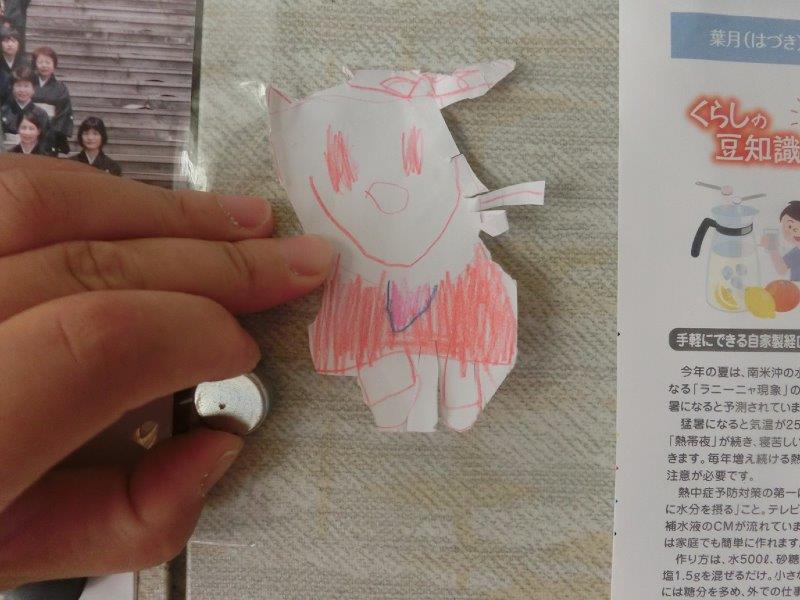 葉月(はづき)
くらしの
豆知識
手軽にできる自家製経口
今年の夏は、南米沖の水
なる「ラニーニャ現象」の
暑になると予測されていま
猛暑になると気温が25
「熱帯夜」が続き、寝苦しい
きます。毎年増え続ける熱
注意が必要です。
熱中症予防対策の第一は
に水分を摂る」こと。テレビ
補水液のCMが流れていま
は家庭でも簡単に作れます。
作り方は、水500ℓ、砂糖
塩1.5gを混ぜるだけ。小さな
には糖分を多め、外での仕事